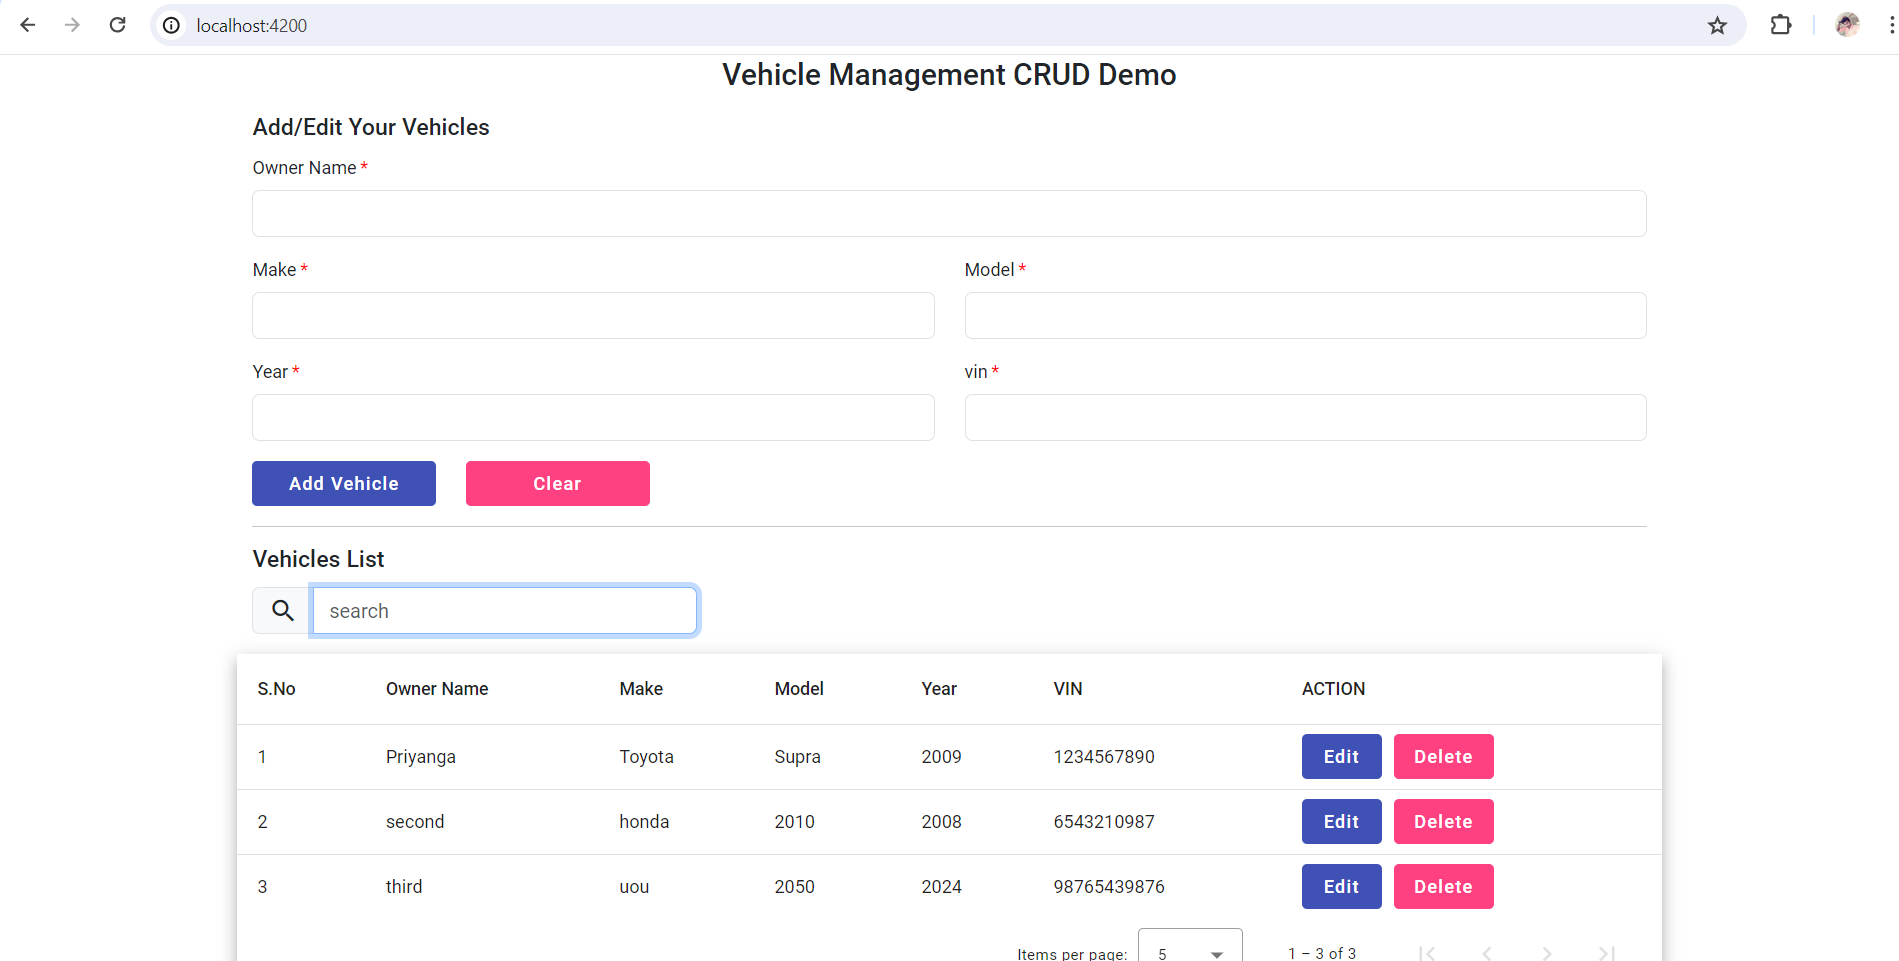 localhost:4200
Vehicle Management CRUD Demo
Add/Edit Your Vehicles
Owner Name *
Make * Model *
Year * vin *
Add Vehicle Clear
Vehicles List
search
S.No Owner Name Make Model Year VIN ACTION
1 Priyanga Toyota Supra 2009 1234567890 Edit Delete
2 second honda 2010 2008 6543210987 Edit Delete
3 third uou 2050 2024 98765439876 Edit Delete
Items per page: 5 1 – 3 of 3